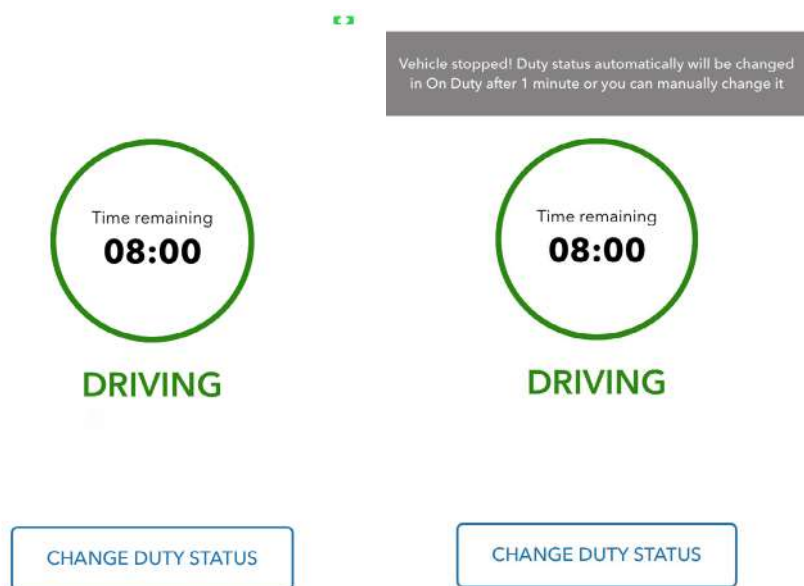 Time remaining
08:00
DRIVING
CHANGE DUTY STATUS
Vehicle stopped! Duty status automatically will be changed
in On Duty after 1 minute or you can manually change it
Time remaining
08:00
DRIVING
CHANGE DUTY STATUS